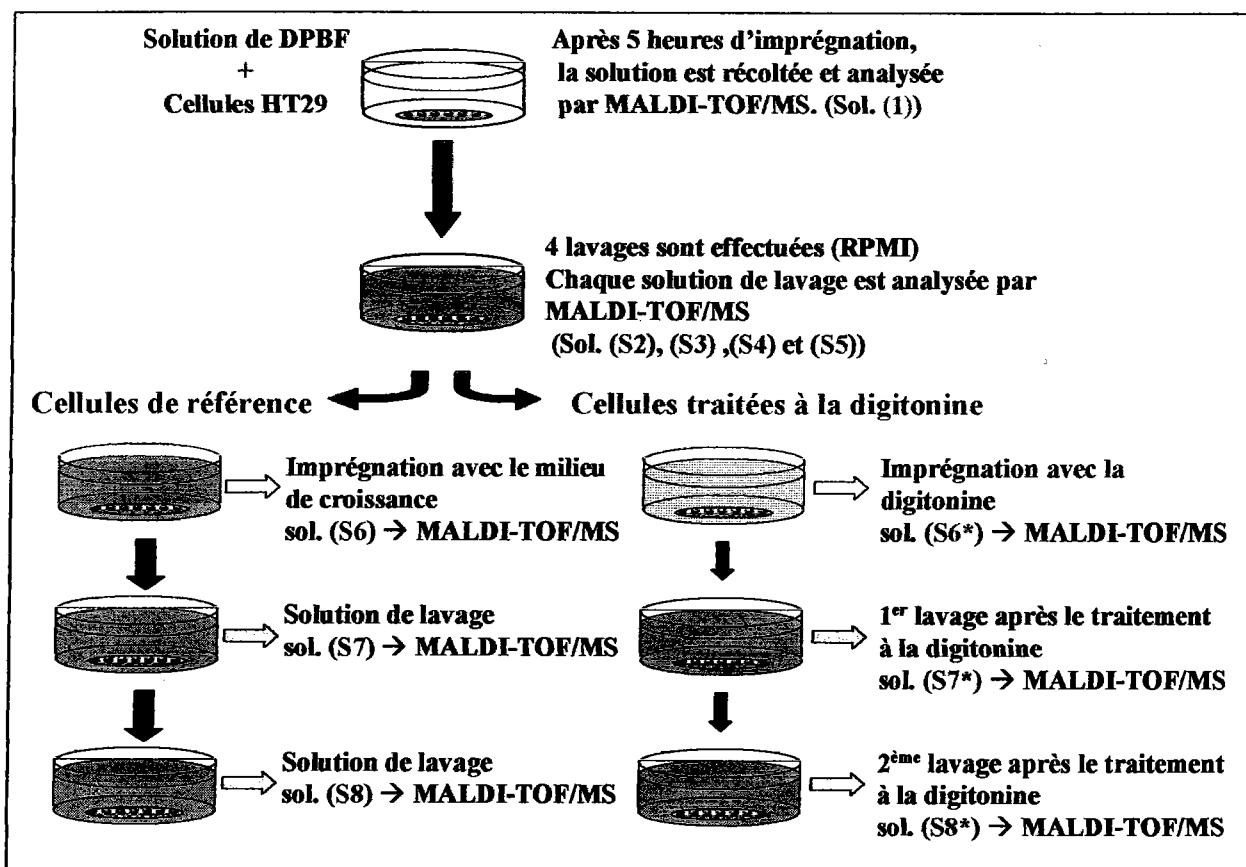 Solution de DPBF
+
Cellules HT29
Après 5 heures d'imprégnation,
la solution est récoltée et analysée
par MALDI-TOF/MS. (Sol. (1))
4 lavages sont effectuées (RPMI)
Chaque solution de lavage est analysée par
MALDI-TOF/MS
(Sol. (S2), (S3) ,(S4) et (S5))
Cellules de référence
Cellules traitées à la digitonine
Imprégnation avec le milieu
de croissance
sol. (S6) → MALDI-TOF/MS
Imprégnation avec la
digitonine
sol. (S6*) → MALDI-TOF/MS
Solution de lavage
sol. (S7) → MALDI-TOF/MS
1er lavage après le traitement
à la digitonine
sol. (S7*) → MALDI-TOF/MS
Solution de lavage
sol. (S8) → MALDI-TOF/MS
2ème lavage après le traitement
à la digitonine
sol. (S8*) → MALDI-TOF/MS